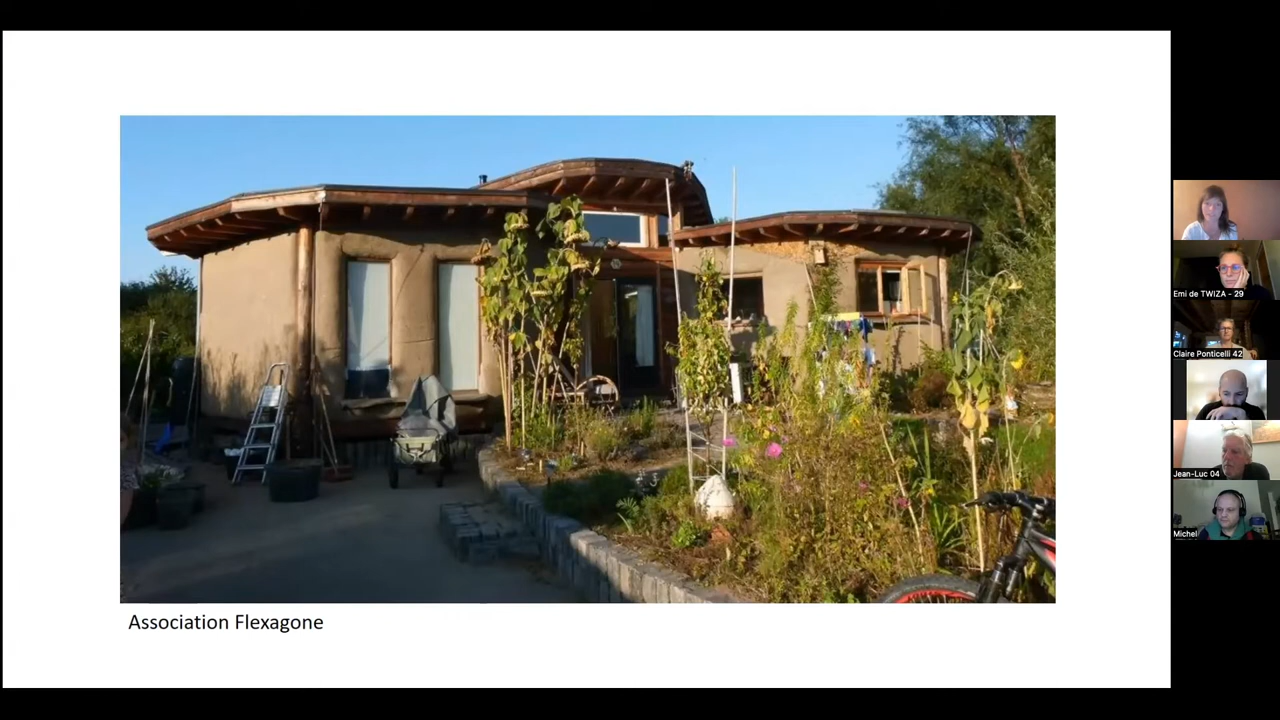 Association Flexagone
Emi de TWIZA - 29
Claire Ponticelli 42
Jean-Luc 04
Michel